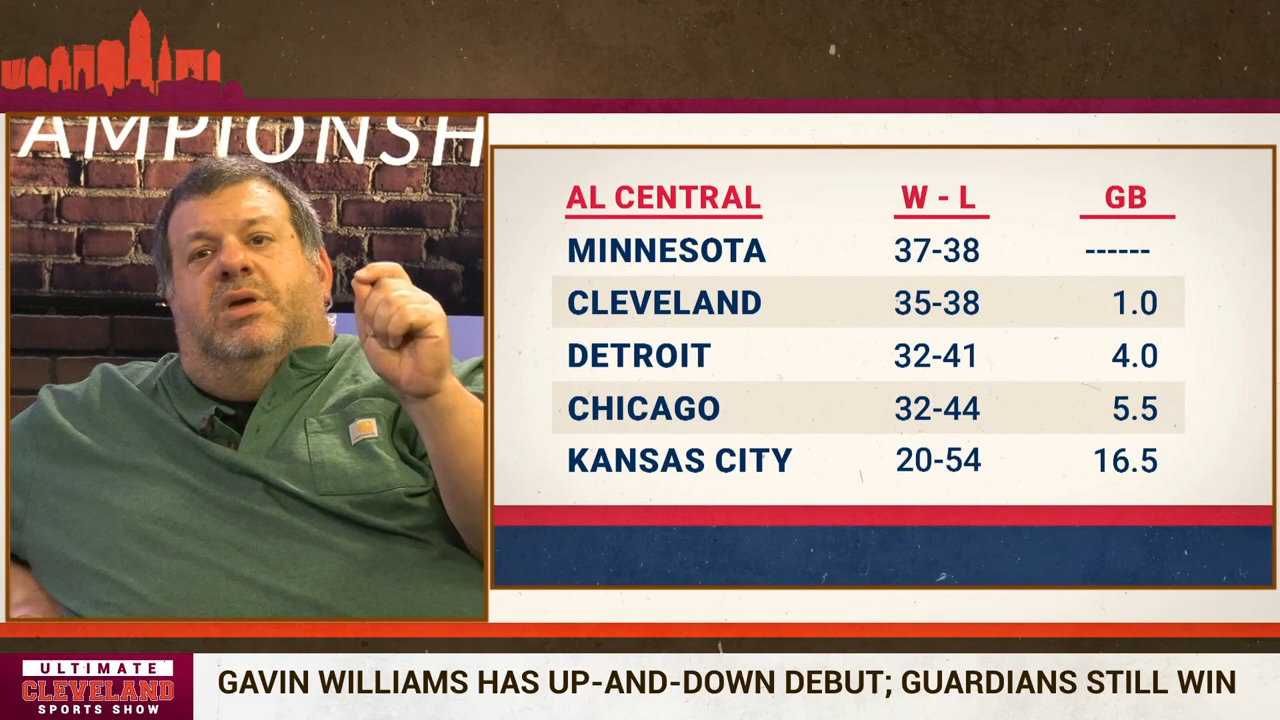 AMPIONSH
AL CENTRAL W - L GB
MINNESOTA 37-38 ------
CLEVELAND 35-38 1.0
DETROIT 32-41 4.0
CHICAGO 32-44 5.5
KANSAS CITY 20-54 16.5
ULTIMATE
CLEVELAND
SPORTS SHOW
GAVIN WILLIAMS HAS UP-AND-DOWN DEBUT; GUARDIANS STILL WIN